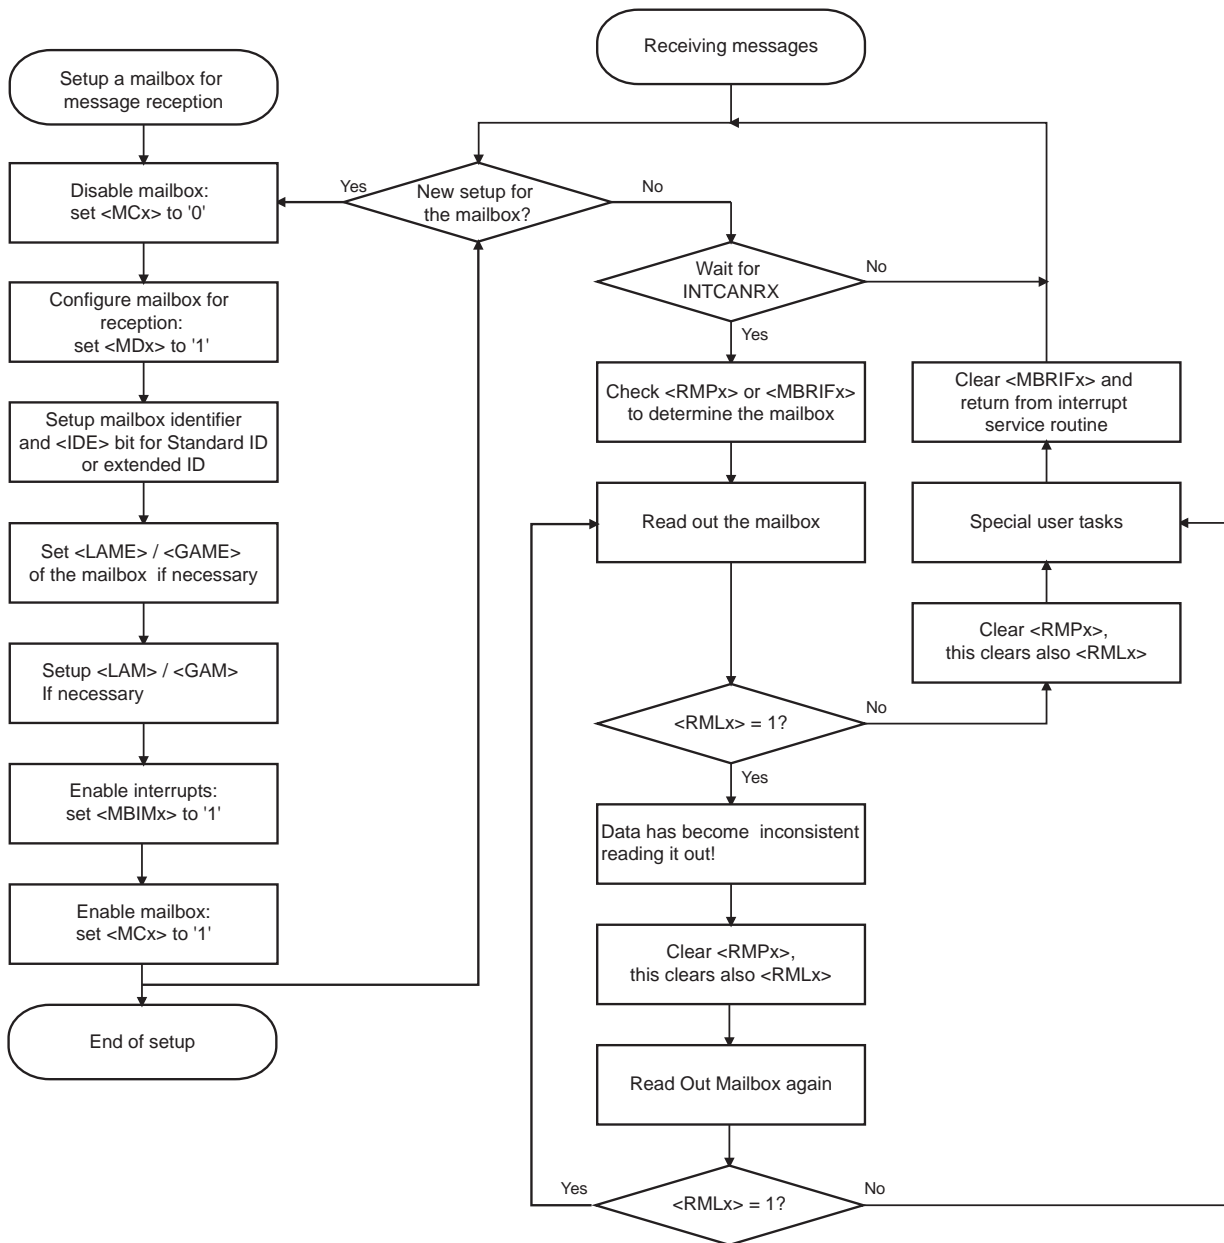 Setup a mailbox for
message reception
Disable mailbox:
set <MCx> to '0'
Configure mailbox for
reception:
set <MDx> to '1'
Setup mailbox identifier
and <IDE> bit for Standard ID
or extended ID
Set <LAME> / <GAME>
of the mailbox if necessary
Setup <LAM> / <GAM>
If necessary
Enable interrupts:
set <MBIMx> to '1'
Enable mailbox:
set <MCx> to '1'
End of setup
Receiving messages
Yes
New setup for
the mailbox?
No
Wait for
INTCANRX
No
Yes
Check <RMPx> or <MBRIFx>
to determine the mailbox
Read out the mailbox
<RMLx> = 1?
No
Yes
Data has become inconsistent
reading it out!
Clear <RMPx>,
this clears also <RMLx>
Read Out Mailbox again
Yes
<RMLx> = 1?
No
Clear <MBRIFx> and
return from interrupt
service routine
Special user tasks
Clear <RMPx>,
this clears also <RMLx>